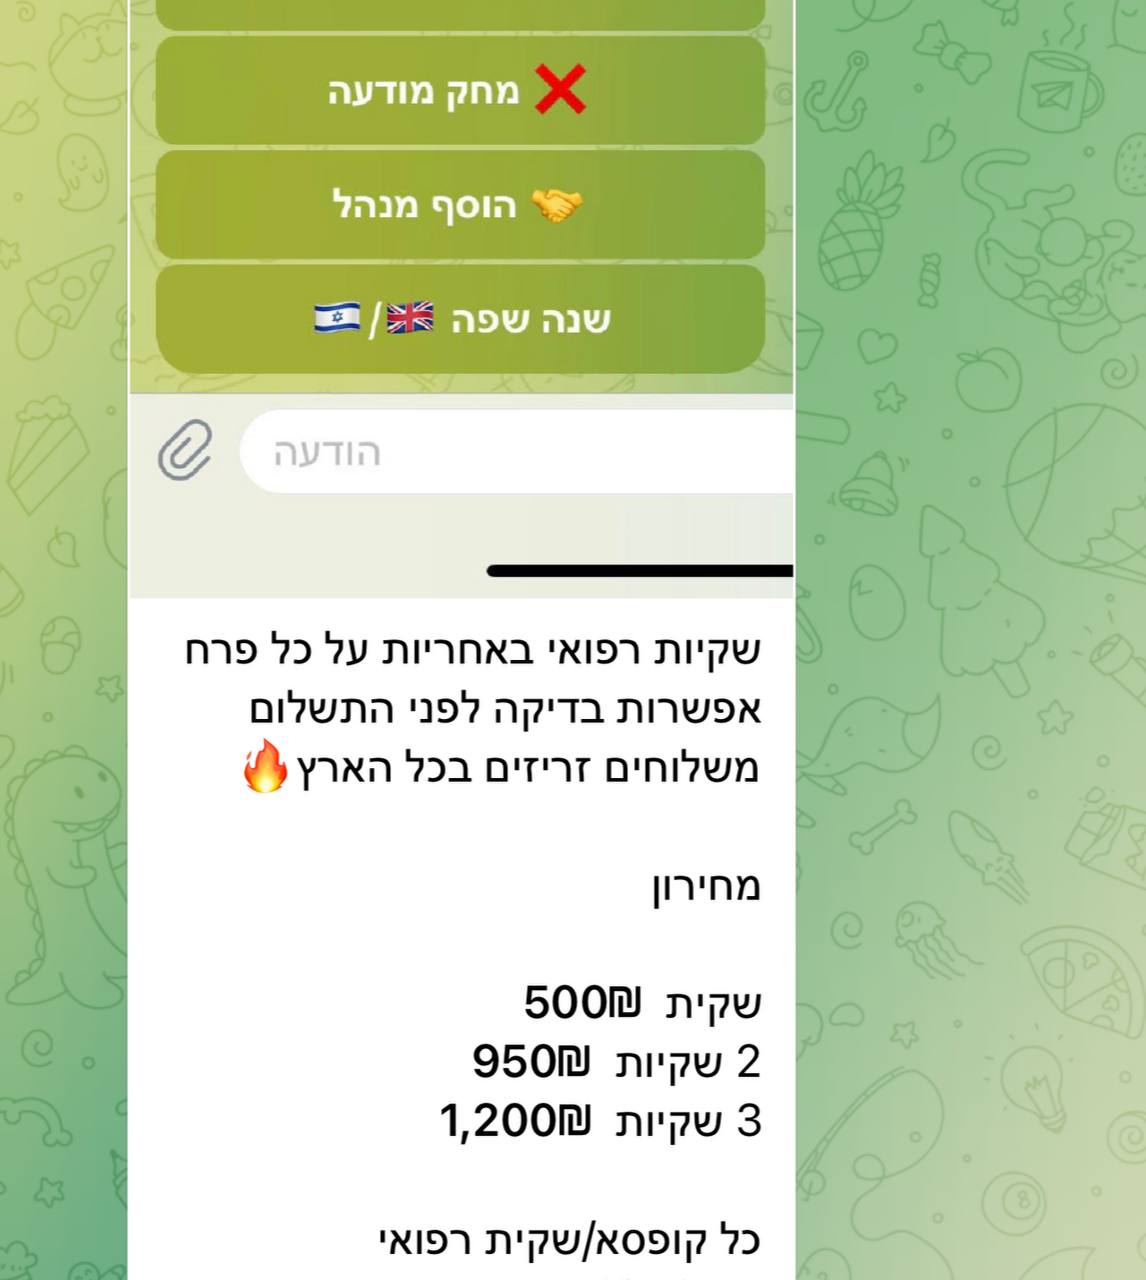 ❌ מחק מודעה
🤝 הוסף מנהל
שנה שפה 🇬🇧/🇮🇱
הודעה
שקיות רפואי באחריות על כל פרח
אפשרות בדיקה לפני התשלום
משלוחים זריזים בכל הארץ🔥
מחירון
שקית 500₪
2 שקיות 950₪
3 שקיות 1,200₪
כל קופסא/שקית רפואי